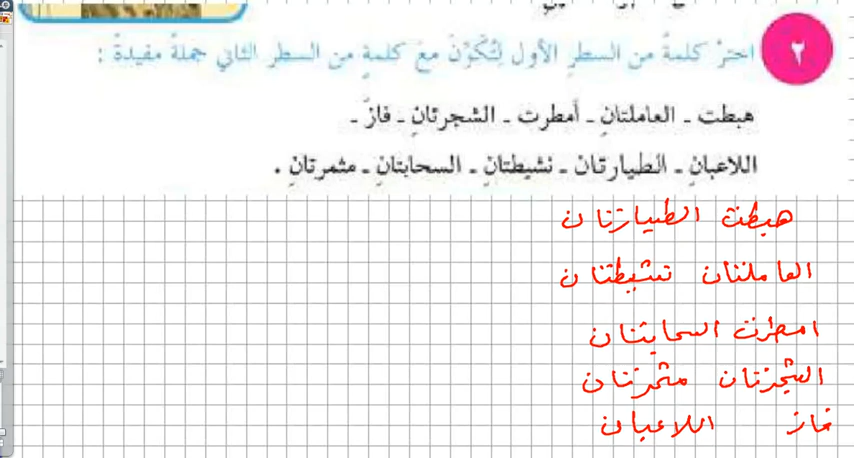 ٢
اخترْ كلمةً من السطرِ الأول لِتُكَوِّنَ معَ كلمةٍ من السطر الثاني جملةً مفيدةً :
هبطت - العاملتانِ - أمطرت - الشجرتانِ - فازَ -
اللاعبانِ - الطيارتان - نشيطتانِ - السحابتانِ - مثمرتانِ .
هبطت الطيارتان
العاملتان نشيطتان
امطرت السحابتان
الشجرتان مثمرتان
فاز اللاعبان